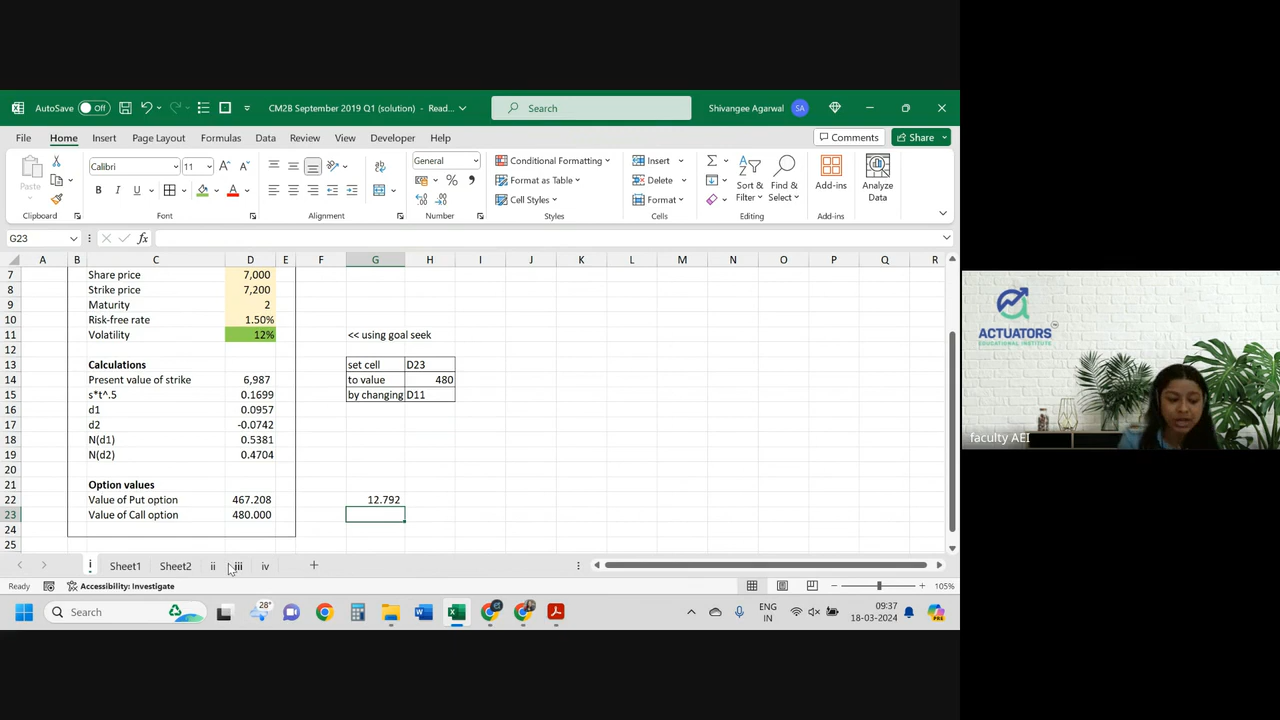 AutoSave Off CM2B September 2019 Q1 (solution) - Read... Search Shivangee Agarwal SA
File Home Insert Page Layout Formulas Data Review View Developer Help Comments Share
Paste Calibri 11 General Conditional Formatting Insert Sort & Find & Add-ins Analyze
B I U A % Format as Table Delete Filter Select Data
Cell Styles Format
Clipboard Font Alignment Number Styles Cells Editing Add-ins
G23 fx
A B C D E F G H I J K L M N O P Q R
7 Share price 7,000
8 Strike price 7,200
9 Maturity 2
10 Risk-free rate 1.50%
11 Volatility 12% << using goal seek
12
13 Calculations set cell D23
14 Present value of strike 6,987 to value 480
15 s*t^.5 0.1699 by changing D11
16 d1 0.0957
17 d2 -0.0742
18 N(d1) 0.5381
19 N(d2) 0.4704
20
21 Option values
22 Value of Put option 467.208 12.792
23 Value of Call option 480.000
24
25
i Sheet1 Sheet2 ii iii iv
Ready Accessibility: Investigate 105%
Search 28° ENG IN 09:37 18-03-2024
ACTUATORS
EDUCATIONAL INSTITUTE
faculty AEI